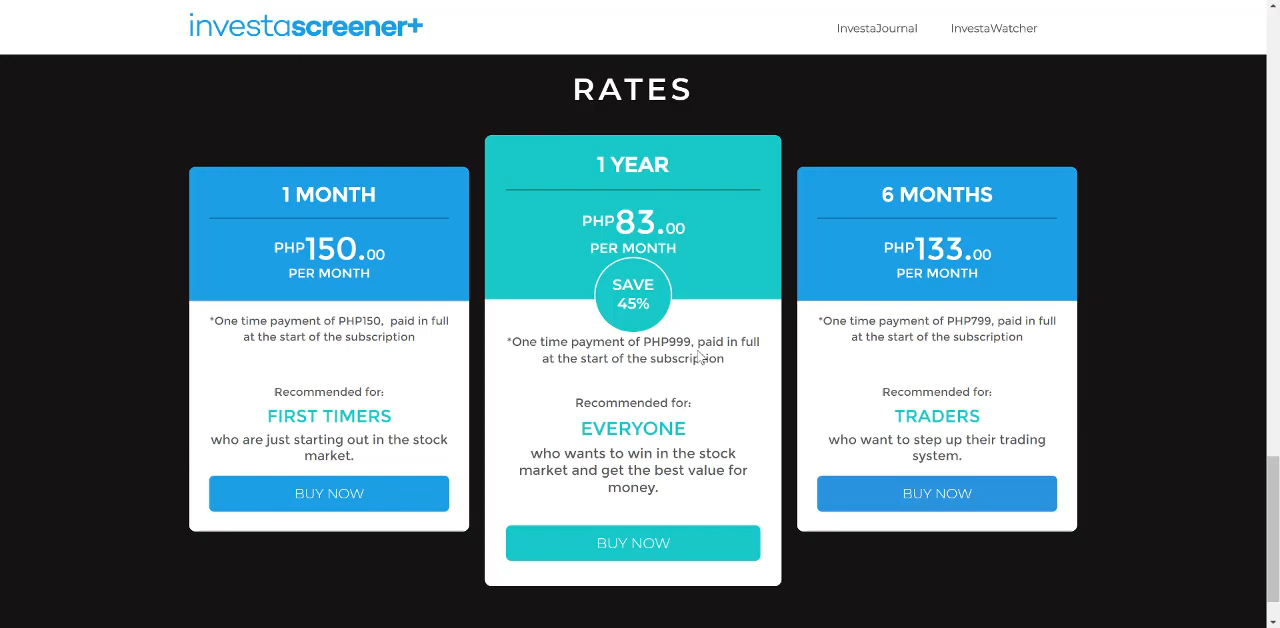 investascreener+
InvestaJournal
InvestaWatcher
RATES
1 MONTH
PHP150.00
PER MONTH
*One time payment of PHP150, paid in full
at the start of the subscription
Recommended for:
FIRST TIMERS
who are just starting out in the stock
market.
BUY NOW
1 YEAR
PHP83.00
PER MONTH
SAVE
45%
*One time payment of PHP999, paid in full
at the start of the subscription
Recommended for:
EVERYONE
who wants to win in the stock
market and get the best value for
money.
BUY NOW
6 MONTHS
PHP133.00
PER MONTH
*One time payment of PHP799, paid in full
at the start of the subscription
Recommended for:
TRADERS
who want to step up their trading
system.
BUY NOW